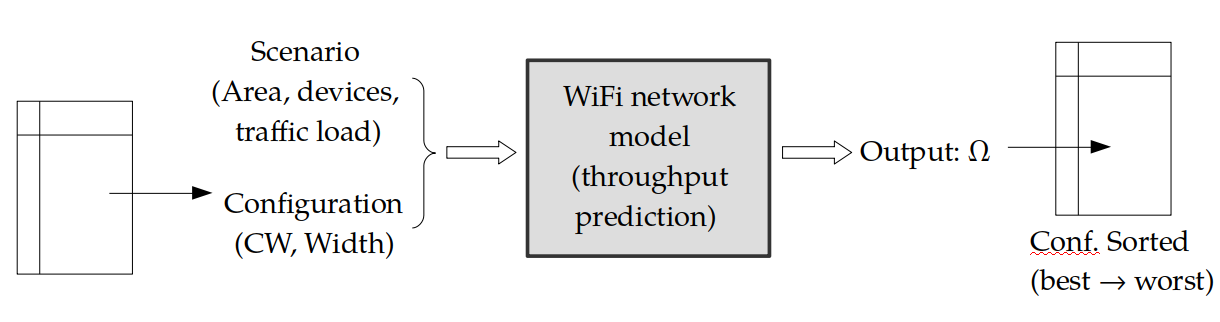 Scenario
(Area, devices,
traffic load)
Configuration
(CW, Width)
WiFi network
model
(throughput
prediction)
Output: Ω
Conf. Sorted
(best → worst)